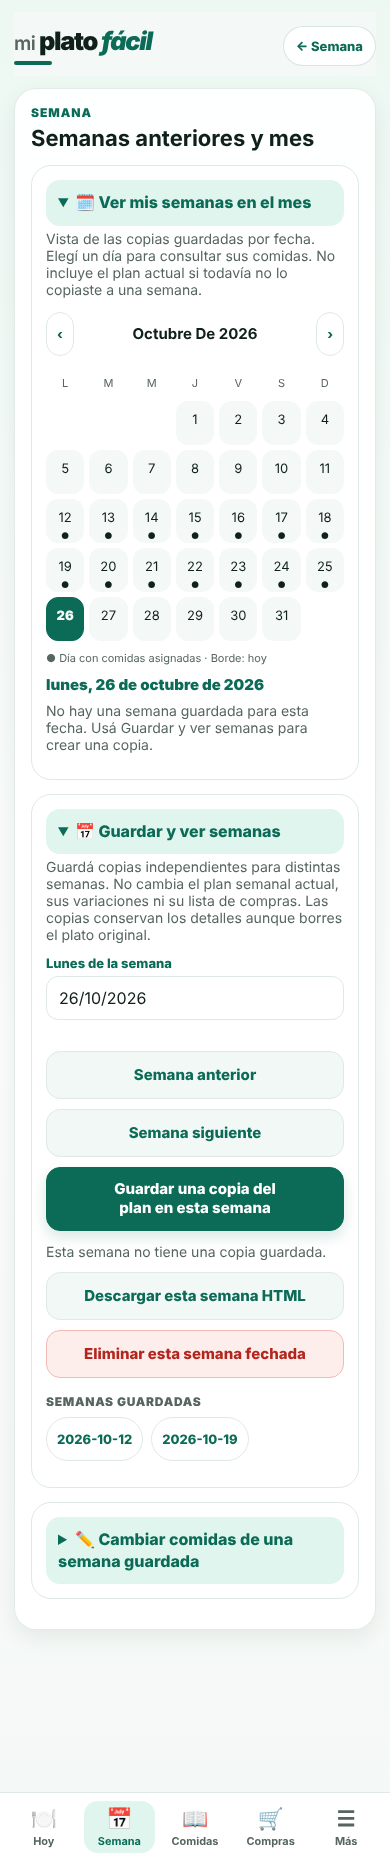 mi plato fácil
← Semana
SEMANA
Semanas anteriores y mes
▼ 🗓️ Ver mis semanas en el mes
Vista de las copias guardadas por fecha.
Elegí un día para consultar sus comidas. No
incluye el plan actual si todavía no lo
copiaste a una semana.
‹ Octubre De 2026 ›
L M M J V S D
1 2 3 4
5 6 7 8 9 10 11
12 13 14 15 16 17 18
19 20 21 22 23 24 25
26 27 28 29 30 31
● Día con comidas asignadas · Borde: hoy
lunes, 26 de octubre de 2026
No hay una semana guardada para esta
fecha. Usá Guardar y ver semanas para
crear una copia.
▼ 📅 Guardar y ver semanas
Guardá copias independientes para distintas
semanas. No cambia el plan semanal actual,
sus variaciones ni su lista de compras. Las
copias conservan los detalles aunque borres
el plato original.
Lunes de la semana
26/10/2026
Semana anterior
Semana siguiente
Guardar una copia del
plan en esta semana
Esta semana no tiene una copia guardada.
Descargar esta semana HTML
Eliminar esta semana fechada
SEMANAS GUARDADAS
2026-10-12 2026-10-19
▶ ✏️ Cambiar comidas de una
semana guardada
Hoy Semana Comidas Compras Más